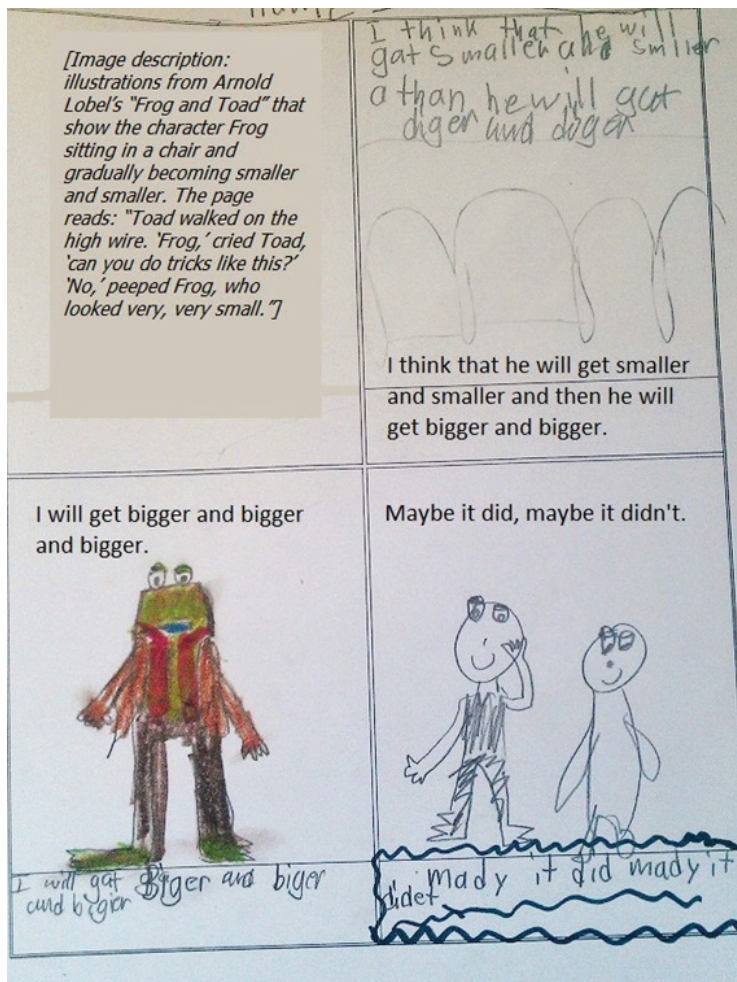 [Image description:
illustrations from Arnold
Lobel's "Frog and Toad" that
show the character Frog
sitting in a chair and
gradually becoming smaller
and smaller. The page
reads: "Toad walked on the
high wire. 'Frog,' cried Toad,
'can you do tricks like this?'
'No,' peeped Frog, who
looked very, very small."]
I think that he will
gat smaller and smller
a than he will gat
diger and doger
I think that he will get smaller
and smaller and then he will
get bigger and bigger.
I will get bigger and bigger
and bigger.
I will gat Biger and biger
and bigier
Maybe it did, maybe it didn't.
mady it did mady it
didet